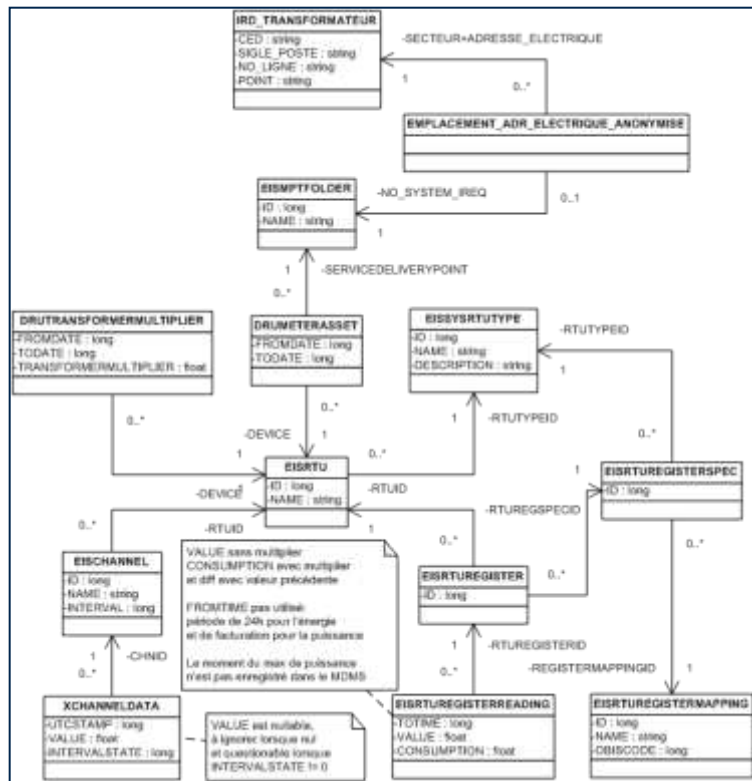 IRD_TRANSFORMATEUR
-CED : string
-SIGLE_POSTE : string
-NO_LIGNE : string
-POINT : string
-SECTEUR+ADRESSE_ELECTRIQUE
1
0..*
EMPLACEMENT_ADR_ELECTRIQUE_ANONYMISE
-NO_SYSTEM_IREQ
0..1
1
EISMPTFOLDER
-ID : long
-NAME : string
1
-SERVICEDELIVERYPOINT
0..*
DRUTRANSFORMERMULTIPLIER
-FROMDATE : long
-TODATE : long
-TRANSFORMERMULTIPLIER : float
0..*
DRUMETERASSET
-FROMDATE : long
-TODATE : long
0..*
-DEVICE
1
EISSYSRTUTYPE
-ID : long
-NAME : string
-DESCRIPTION : string
-RTUTYPEID
1
0..*
1
-RTUTYPEID
0..*
EISRTU
-ID : long
-NAME : string
1
-DEVICE
-RTUID
0..*
-RTUID
1
0..*
EISRTUREGISTERSPEC
-ID : long
1
-RTUREGSPECID
0..*
EISCHANNEL
-ID : long
-NAME : string
-INTERVAL : long
1
-CHNID
0..*
VALUE sans multiplier
CONSUMPTION avec multiplier
et diff avec valeur précédente
FROMTIME pas utilisé
période de 24h pour l'énergie
et de facturation pour la puissance
Le moment du max de puissance
n'est pas enregistré dans le MDMS
EISRTUREGISTER
-ID : long
1
-RTUREGISTERID
0..*
-REGISTERMAPPINGID
1
XCHANNELDATA
-UTCSTAMP : long
-VALUE : float
-INTERVALSTATE : long
VALUE est nullable,
à ignorer lorsque nul
et questionable lorsque
INTERVALSTATE != 0
EISRTUREGISTERREADING
-TOTIME : long
-VALUE : float
-CONSUMPTION : float
EISRTUREGISTERMAPPING
-ID : long
-NAME : string
-OBISCODE : long